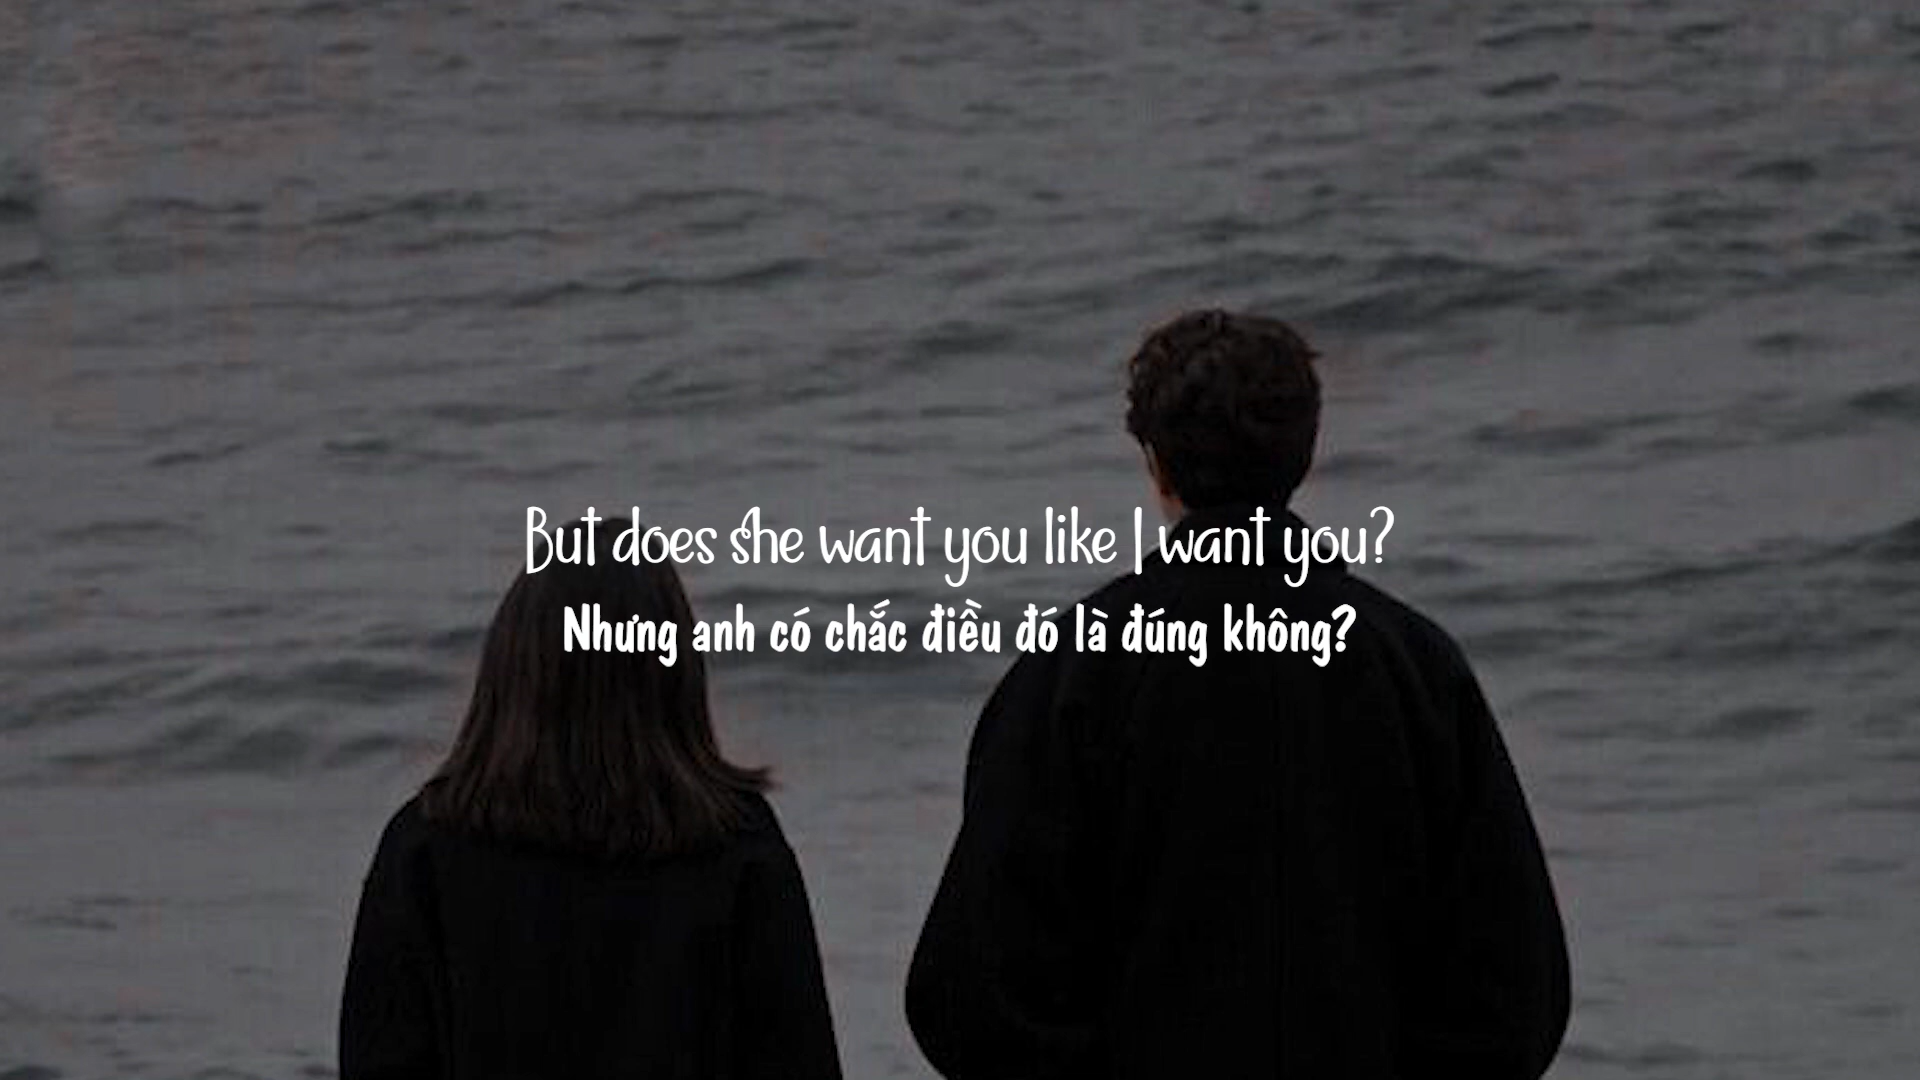 But does she want you like I want you?
Nhưng anh có chắc điều đó là đúng không?